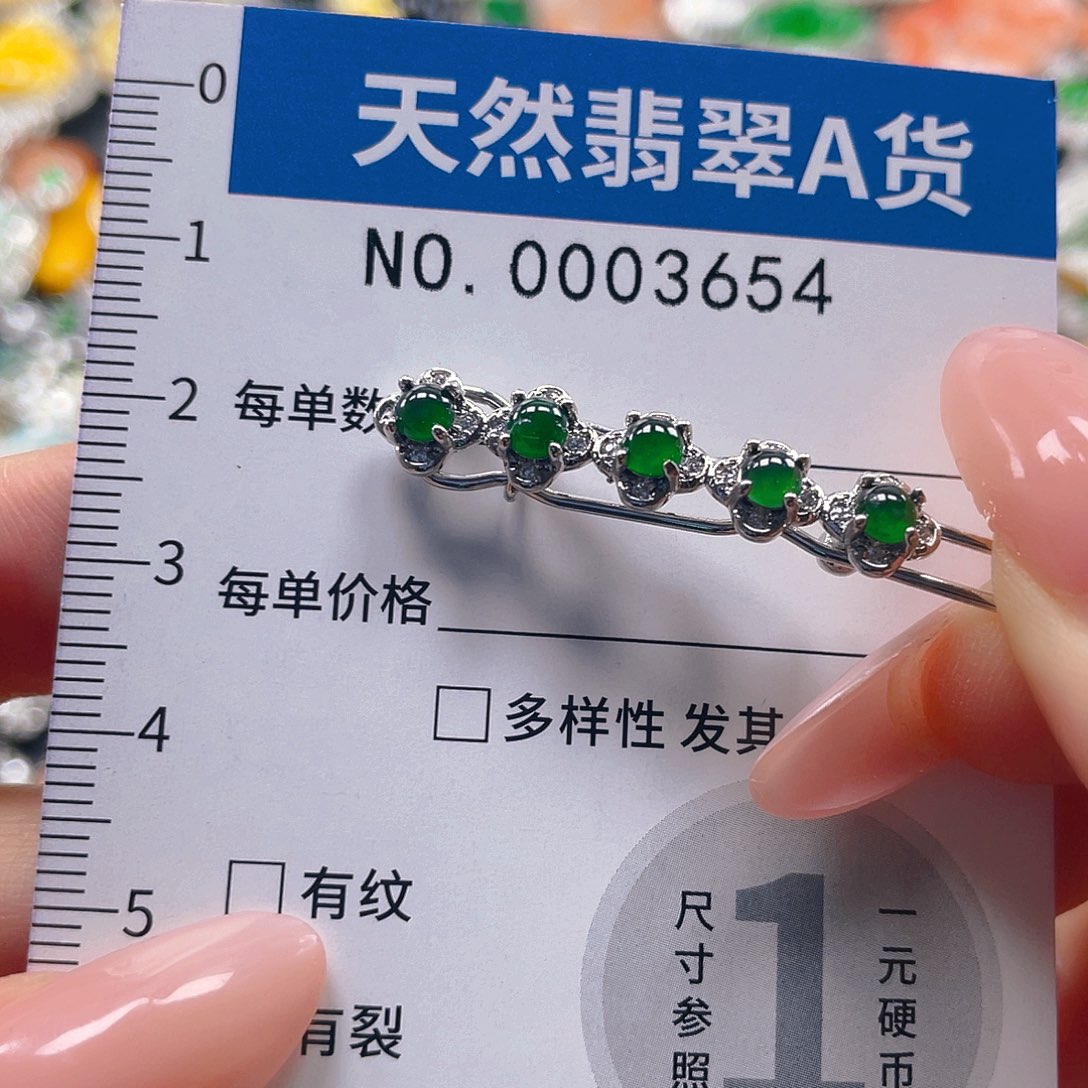 天然翡翠A货
NO. 0003654
0
1
2
3
4
5
每单数
每单价格
多样性 发其
有纹
有裂
尺寸参照
1
一元硬币